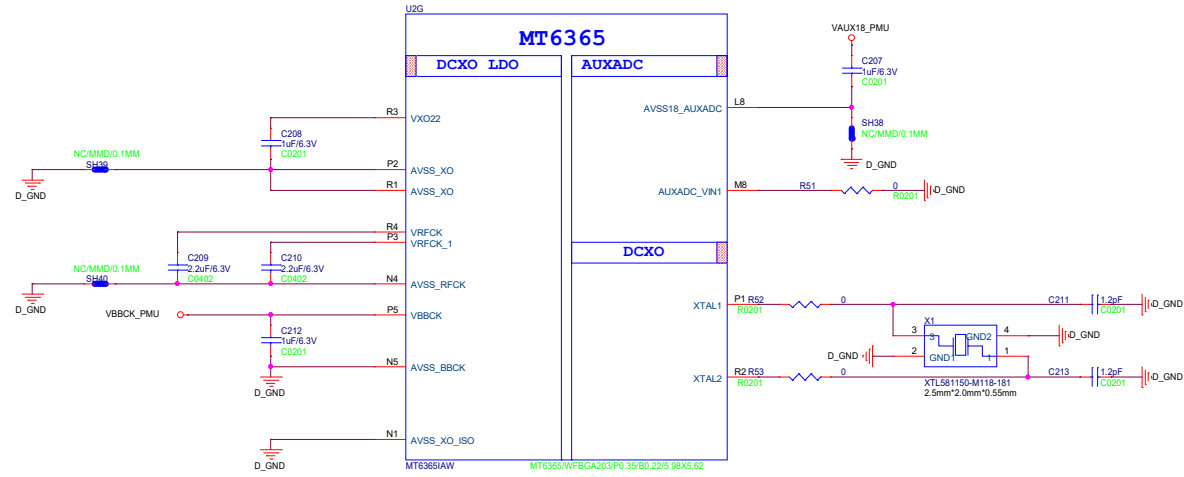 U2G
MT6365
DCXO LDO
AUXADC
VAUX18_PMU
C207
1uF/6.3V
C0201
AVSS18_AUXADC
L8
SH38
NC/MMD/0.1MM
D_GND
R3
VXO22
C208
1uF/6.3V
C0201
NC/MMD/0.1MM
SH39
D_GND
P2
AVSS_XO
R1
AVSS_XO
AUXADC_VIN1
M8
R51
0
R0201
D_GND
R4
VRFCK
P3
VRFCK_1
C209
2.2uF/6.3V
C0402
C210
2.2uF/6.3V
C0402
NC/MMD/0.1MM
SH40
D_GND
N4
AVSS_RFCK
DCXO
VBBCK_PMU
P5
VBBCK
C212
1uF/6.3V
C0201
D_GND
N5
AVSS_BBCK
XTAL1
P1
R52
R0201
0
C211
1.2pF
C0201
D_GND
X1
3
3
GND2
4
D_GND
D_GND
2
GND1
1
1
XTAL2
R2
R53
R0201
0
C213
1.2pF
C0201
D_GND
XTL581150-M118-181
2.5mm*2.0mm*0.55mm
N1
AVSS_XO_ISO
D_GND
MT6365IAW
MT6365/WFBGA203/P0.35/B0.22/5.98X5.62